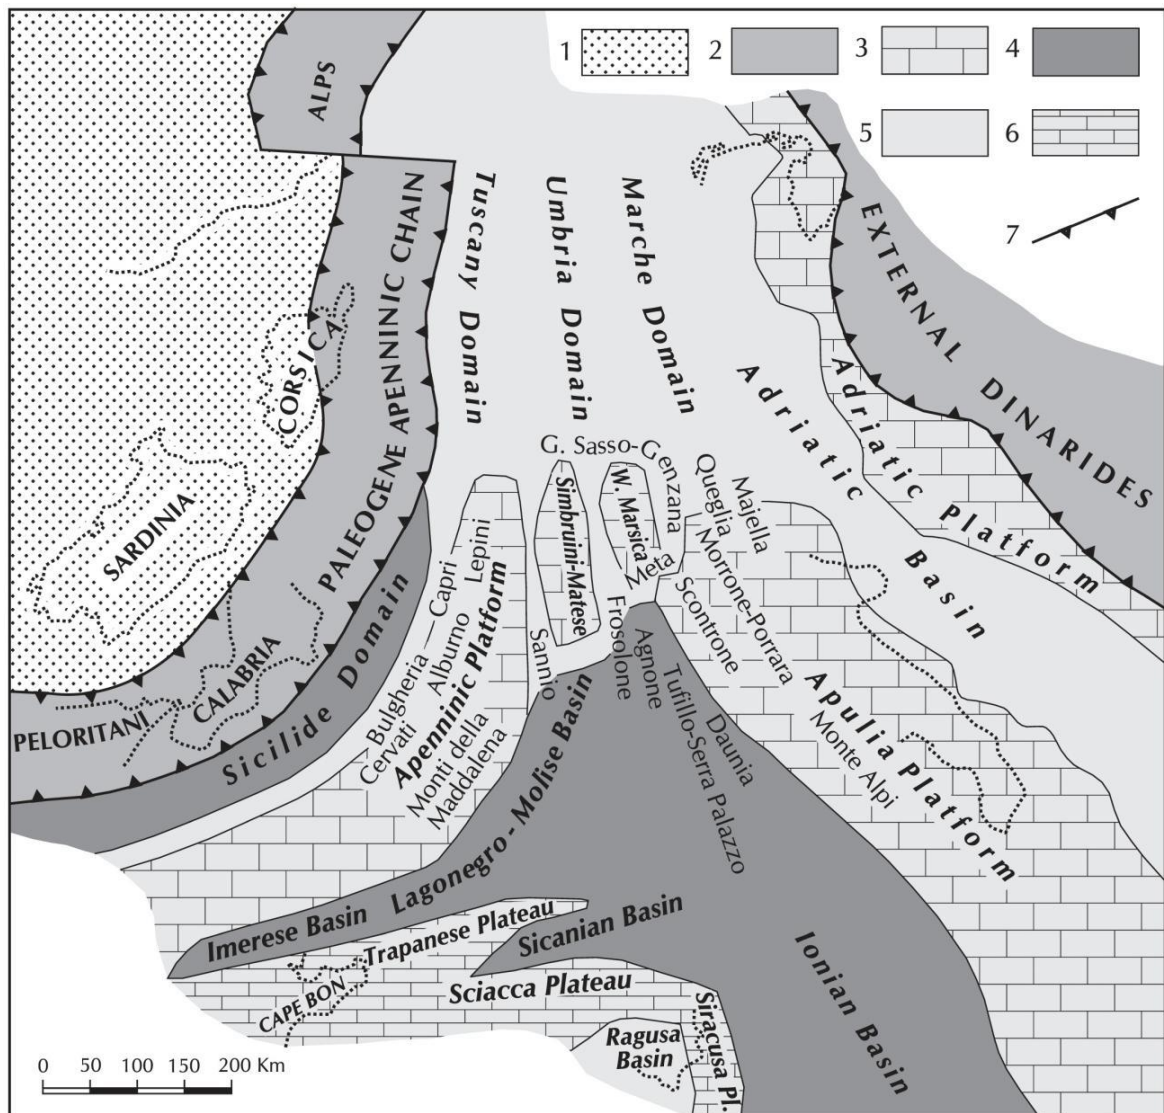 1
2
3
4
5
6
7
ALPS
PALEOGENE APENNINIC CHAIN
CORSICA
SARDINIA
CALABRIA
PELORITANI
Tuscany Domain
Umbria Domain
Marche Domain
EXTERNAL DINARIDES
Adriatic Platform
Adriatic Basin
G. Sasso-Genzana
Queglia
Majella
Simbruini-Matese
W. Marsica
Meta
Morrone-Porrara
Scontrone
Lepini
Capri
Alburno
Bulgheria
Cervati
Apenninic Platform
Monti della
Maddalena
Sannio
Frosolone
Agnone
Tufillo-Serra Palazzo
Daunia
Apulia Platform
Monte Alpi
Sicilide Domain
Lagonegro - Molise Basin
Imerese Basin
Trapanese Plateau
Sicanian Basin
CAPE BON
Sciacca Plateau
Siracusa Pl.
Ragusa
Basin
Ionian Basin
0 50 100 150 200 Km